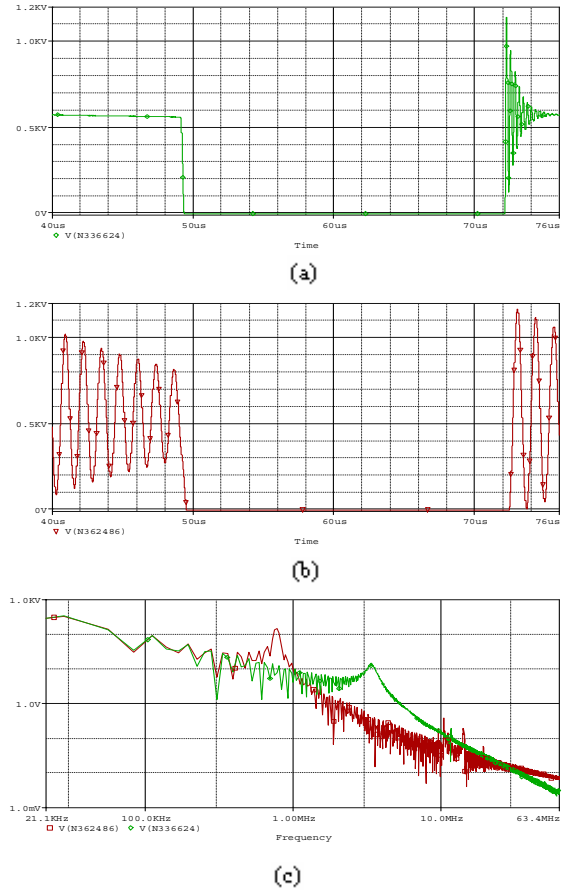 1.2KV
1.0KV
0.5KV
0V
40us 50us 60us 70us 76us
V(N336624) Time
(a)
1.2KV
1.0KV
0.5KV
0V
40us 50us 60us 70us 76us
V(N362486) Time
(b)
1.0KV
1.0V
1.0mV
21.1KHz 100.0KHz 1.00MHz 10.0MHz 63.4MHz
V(N362486) V(N336624)
Frequency
(c)